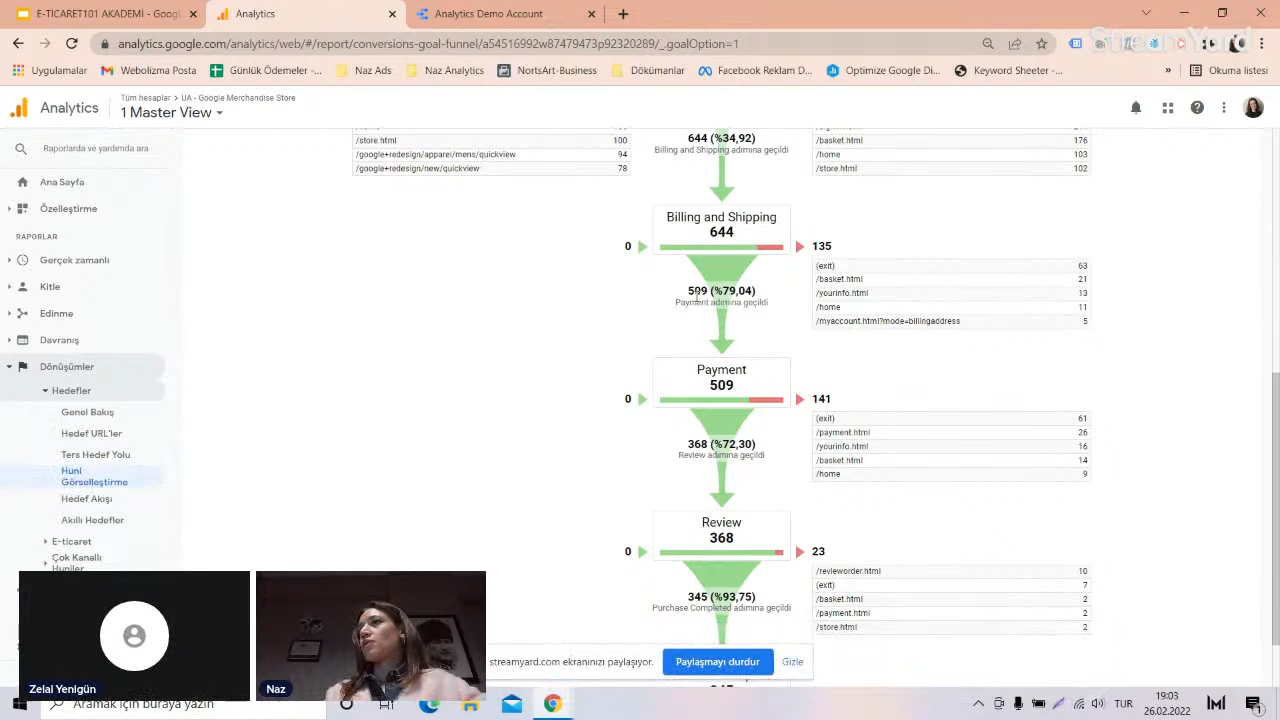 E-TİCARET101 AKADEMİ - Goog
Analytics
Analytics Demo Account
analytics.google.com/analytics/web/#/report/conversions-goal-funnel/a54516992w87479473p92320289/_.goalOption=1
Uygulamalar
Webolizma Posta
Günlük Ödemeler -...
Naz Ads
Naz Analytics
NortsArt-Business
Dökümanlar
Facebook Reklam D...
Optimize Google Di...
Keyword Sheeter -...
»
Okuma listes
Analytics
Tüm hesaplar > UA - Google Merchandise Store
1 Master View
Raporlarda ve yardımda ara
Ana Sayfa
Özelleştirme
RAPORLAR
Gerçek zamanlı
Kitle
Edinme
Davranış
Dönüşümler
Hedefler
Genel Bakış
Hedef URL'ler
Ters Hedef Yolu
Huni
Görselleştirme
Hedef Akışı
Akıllı Hedefler
E-ticaret
Çok Kanallı
Huniler
/store.html 100
/google+redesign/apparel/mens/quickview 94
/google+redesign/new/quickview 78
644 (%34,92)
Billing and Shipping adımına geçildi
/basket.html 176
/home 103
/store.html 102
Billing and Shipping
644
0
135
(exit) 63
/basket.html 21
/yourinfo.html 13
/home 11
/myaccount.html?mode=billingaddress 5
509 (%79,04)
Payment adımına geçildi
Payment
509
0
141
(exit) 61
/payment.html 26
/yourinfo.html 16
/basket.html 14
/home 9
368 (%72,30)
Review adımına geçildi
Review
368
0
23
/revieworder.html 10
(exit) 7
/basket.html 2
/payment.html 2
/store.html 2
345 (%93,75)
Purchase Completed adımına geçildi
streamyard.com ekranınızı paylaşıyor.
Paylaşmayı durdur
Gizle
Zelal Yenigün
Naz
Aramak için buraya yazın
TUR
19:03
26.02.2022
1